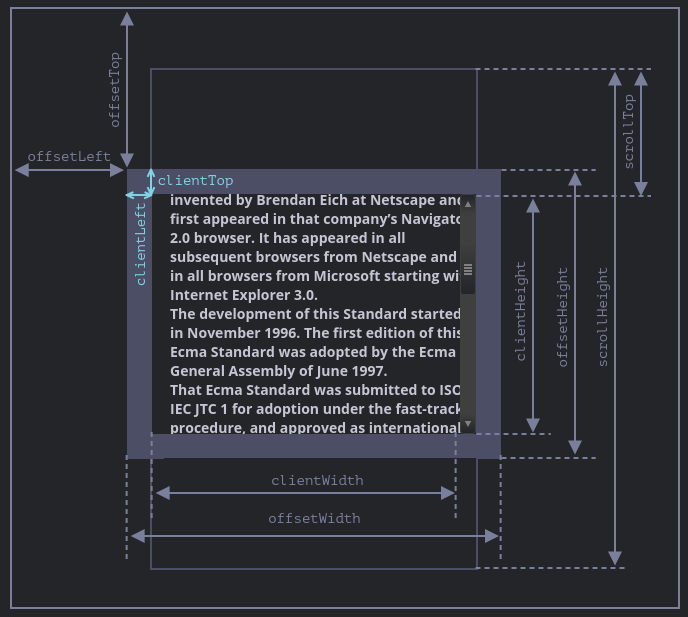 offsetTop
scrollTop
offsetLeft
clientTop
clientLeft
invented by Brendan Eich at Netscape and
first appeared in that company’s Navigato
2.0 browser. It has appeared in all
subsequent browsers from Netscape and
in all browsers from Microsoft starting wi
Internet Explorer 3.0.
The development of this Standard started
in November 1996. The first edition of this
Ecma Standard was adopted by the Ecma
General Assembly of June 1997.
That Ecma Standard was submitted to ISO
IEC JTC 1 for adoption under the fast-track
procedure, and approved as international
clientHeight
offsetHeight
scrollHeight
clientWidth
offsetWidth